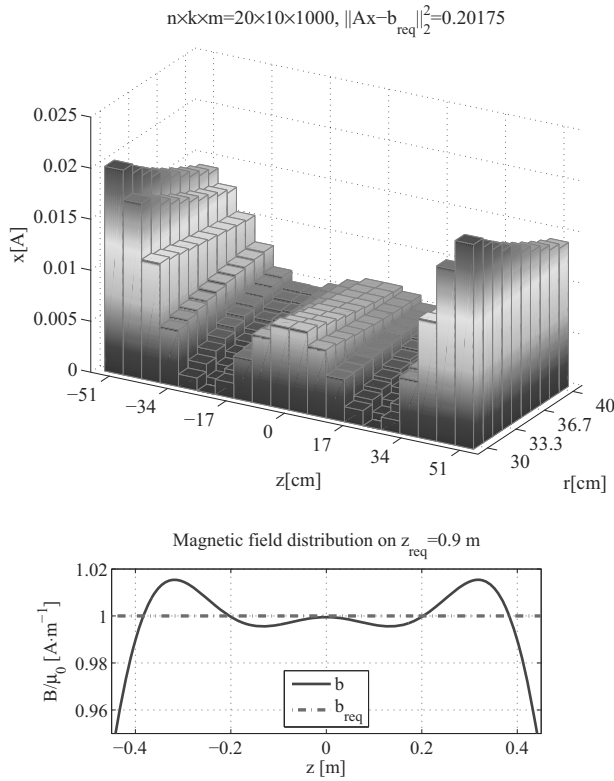 n×k×m=20×10×1000, ||Ax−b_req||₂²=0.20175
0.025
0.02
0.015
0.01
0.005
0
x[A]
−51
−34
−17
0
17
34
51
z[cm]
30
33.3
36.7
40
r[cm]
Magnetic field distribution on z_req=0.9 m
1.02
1
0.98
0.96
B/μ₀ [A·m⁻¹]
b
b_req
−0.4
−0.2
0
0.2
0.4
z [m]